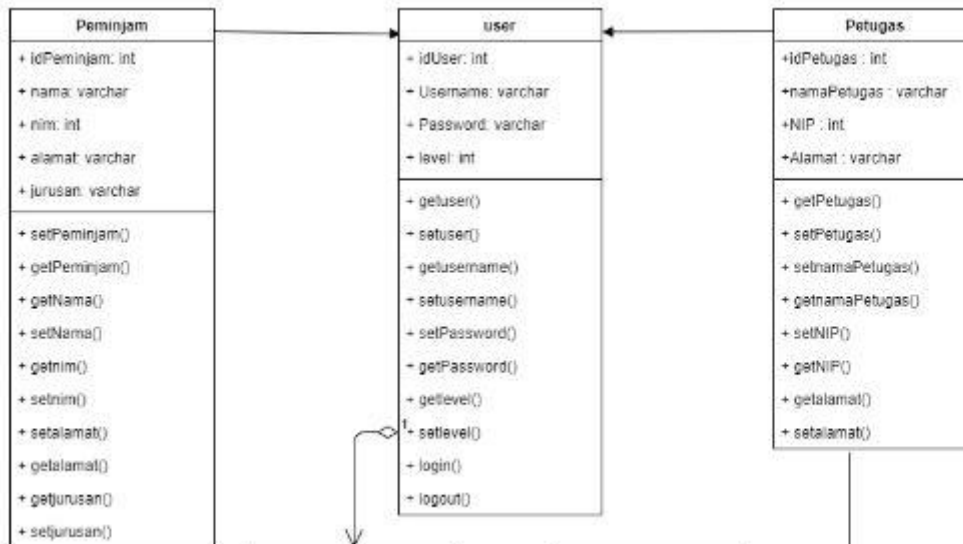 Peminjam
+ idPeminjam: int
+ nama: varchar
+ nim: int
+ alamat: varchar
+ jurusan: varchar
+ setPeminjam()
+ getPeminjam()
+ getNama()
+ setNama()
+ getnim()
+ setnim()
+ setalamat()
+ getalamat()
+ getjurusan()
+ setjurusan()
user
+ idUser: int
+ Username: varchar
+ Password: varchar
+ level: int
+ getuser()
+ setuser()
+ getusername()
+ setusername()
+ setPassword()
+ getPassword()
+ getlevel()
1
+ setlevel()
+ login()
+ logout()
Petugas
+idPetugas : int
+namaPetugas : varchar
+NIP : int
+Alamat : varchar
+ getPetugas()
+ setPetugas()
+ setnamaPetugas()
+ getnamaPetugas()
+ setNIP()
+ getNIP()
+ getalamat()
+ setalamat()